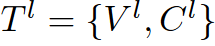 T^l = {V^l, C^l}